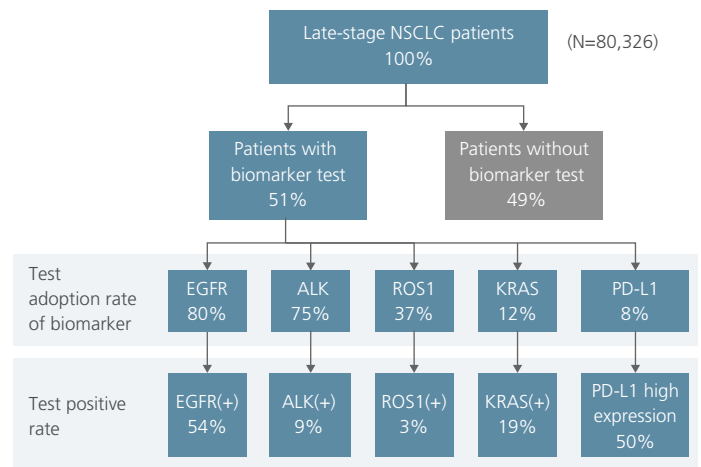 Late-stage NSCLC patients
100%
(N=80,326)
Patients with
biomarker test
51%
Patients without
biomarker test
49%
Test
adoption rate
of biomarker
EGFR
80%
ALK
75%
ROS1
37%
KRAS
12%
PD-L1
8%
Test positive
rate
EGFR(+)
54%
ALK(+)
9%
ROS1(+)
3%
KRAS(+)
19%
PD-L1 high
expression
50%